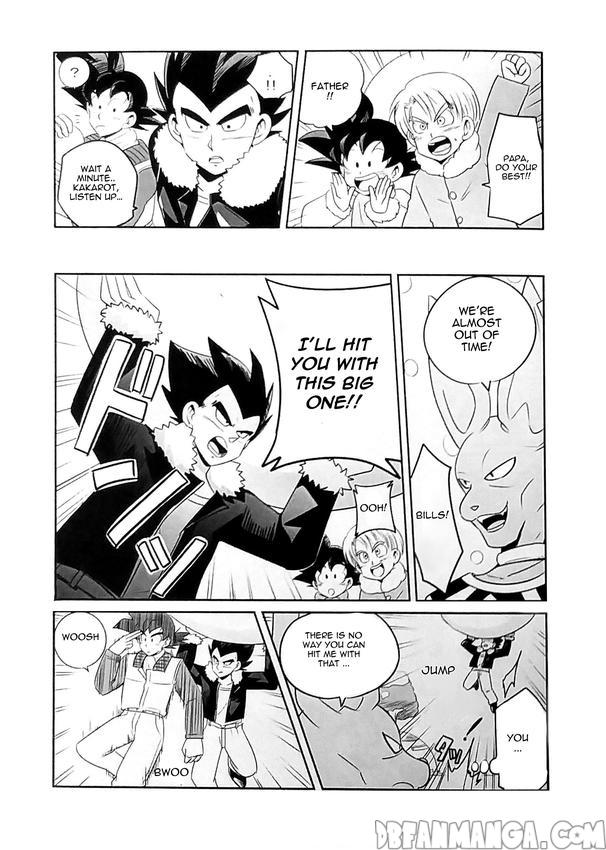 PAPA,
DO YOUR
BEST!!
FATHER
!!
!!
WAIT A
MINUTE..
KAKAROT,
LISTEN UP...
?
WE'RE
ALMOST
OUT OF
TIME!
BILLS!
I'LL HIT
YOU WITH
THIS BIG
ONE!!
OOH!
YOU
...
JUMP
THERE IS NO
WAY YOU CAN
HIT ME WITH
THAT ...
WOOSH
BWOO
DBFANMANGA.COM